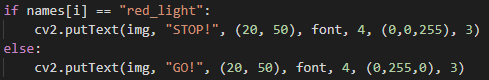 if names[i] == "red_light":
    cv2.putText(img, "STOP!", (20, 50), font, 4, (0,0,255), 3)
else:
    cv2.putText(img, "GO!", (20, 50), font, 4, (0,255,0), 3)